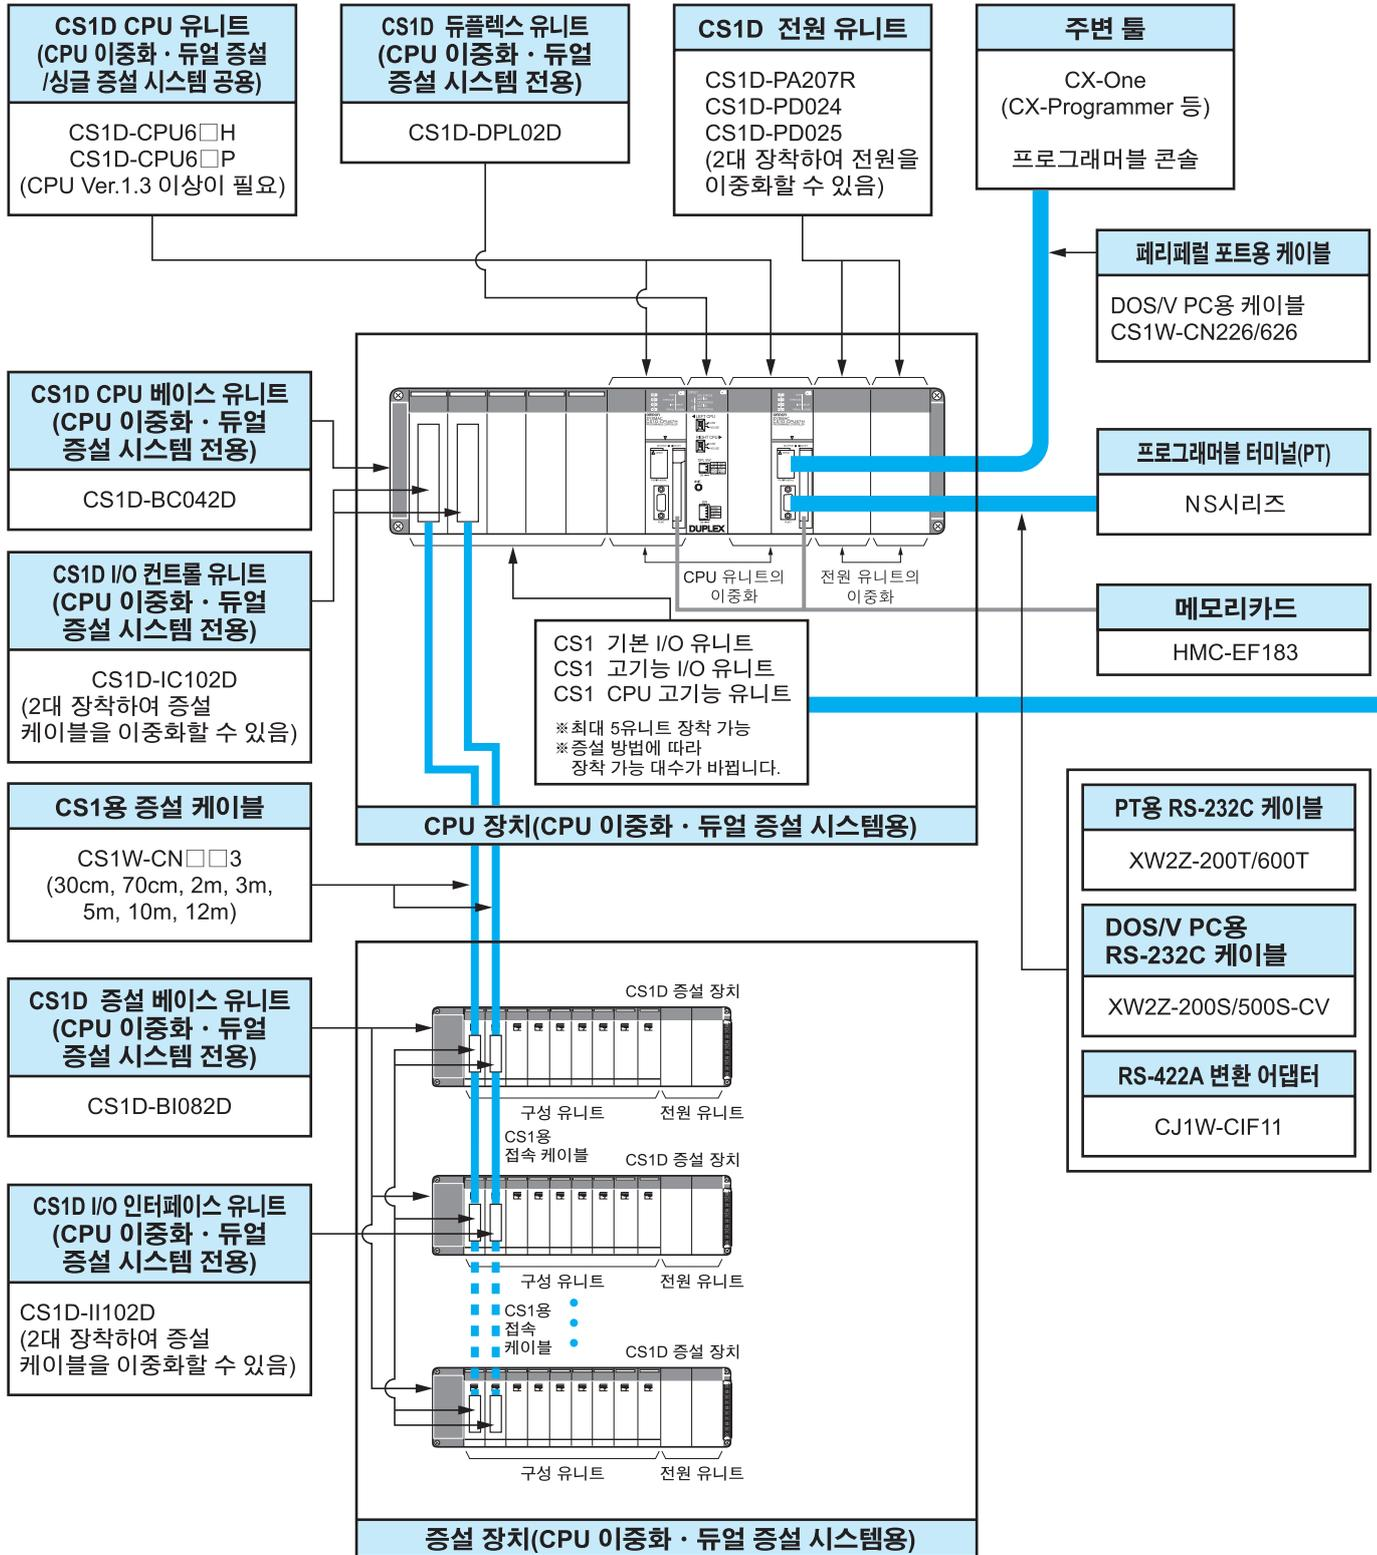 CS1D CPU 유니트
(CPU 이중화・듀얼 증설
/싱글 증설 시스템 공용)
CS1D-CPU6□H
CS1D-CPU6□P
(CPU Ver.1.3 이상이 필요)
CS1D 듀플렉스 유니트
(CPU 이중화・듀얼
증설 시스템 전용)
CS1D-DPL02D
CS1D 전원 유니트
CS1D-PA207R
CS1D-PD024
CS1D-PD025
(2대 장착하여 전원을
이중화할 수 있음)
주변 툴
CX-One
(CX-Programmer 등)
프로그래머블 콘솔
페리페럴 포트용 케이블
DOS/V PC용 케이블
CS1W-CN226/626
CS1D CPU 베이스 유니트
(CPU 이중화・듀얼
증설 시스템 전용)
CS1D-BC042D
프로그래머블 터미널(PT)
NS시리즈
◀LEFT CPU
RIGHT CPU▶
DUPLEX
CPU 유니트의
이중화
전원 유니트의
이중화
CS1D I/O 컨트롤 유니트
(CPU 이중화・듀얼
증설 시스템 전용)
CS1D-IC102D
(2대 장착하여 증설
케이블을 이중화할 수 있음)
메모리카드
HMC-EF183
CS1 기본 I/O 유니트
CS1 고기능 I/O 유니트
CS1 CPU 고기능 유니트
※최대 5유니트 장착 가능
※증설 방법에 따라
장착 가능 대수가 바뀝니다.
CS1용 증설 케이블
CS1W-CN□□3
(30cm, 70cm, 2m, 3m,
5m, 10m, 12m)
CPU 장치(CPU 이중화・듀얼 증설 시스템용)
PT용 RS-232C 케이블
XW2Z-200T/600T
DOS/V PC용
RS-232C 케이블
XW2Z-200S/500S-CV
RS-422A 변환 어댑터
CJ1W-CIF11
CS1D 증설 베이스 유니트
(CPU 이중화・듀얼
증설 시스템 전용)
CS1D-BI082D
CS1D 증설 장치
구성 유니트
전원 유니트
CS1용
접속 케이블
CS1D 증설 장치
CS1D I/O 인터페이스 유니트
(CPU 이중화・듀얼
증설 시스템 전용)
CS1D-II102D
(2대 장착하여 증설
케이블을 이중화할 수 있음)
구성 유니트
전원 유니트
CS1용
접속
케이블
CS1D 증설 장치
구성 유니트
전원 유니트
증설 장치(CPU 이중화・듀얼 증설 시스템용)